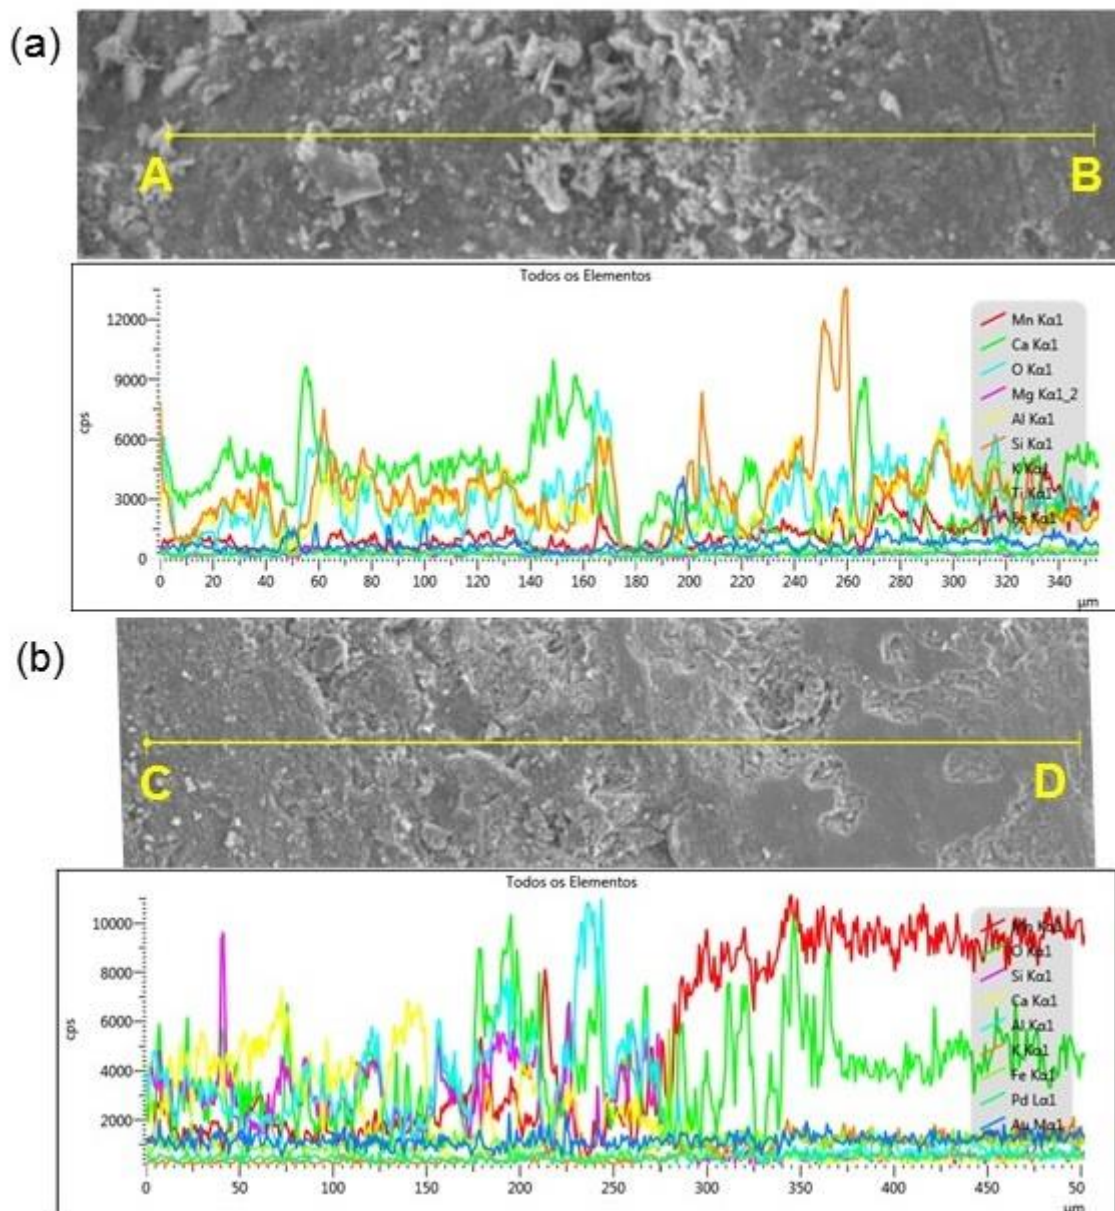 (a)
A
B
Todos os Elementos
cps
12000
9000
6000
3000
0
Mn Kα1
Ca Kα1
O Kα1
Mg Kα1_2
Al Kα1
Si Kα1
K Kα1
Ti Kα1
Fe Kα1
0 20 40 60 80 100 120 140 160 180 200 220 240 260 280 300 320 340
µm
(b)
C
D
Todos os Elementos
cps
10000
8000
6000
4000
2000
Mn Kα1
O Kα1
Si Kα1
Ca Kα1
Al Kα1
K Kα1
Fe Kα1
Pd Lα1
Au Mα1
0 50 100 150 200 250 300 350 400 450 50
µm